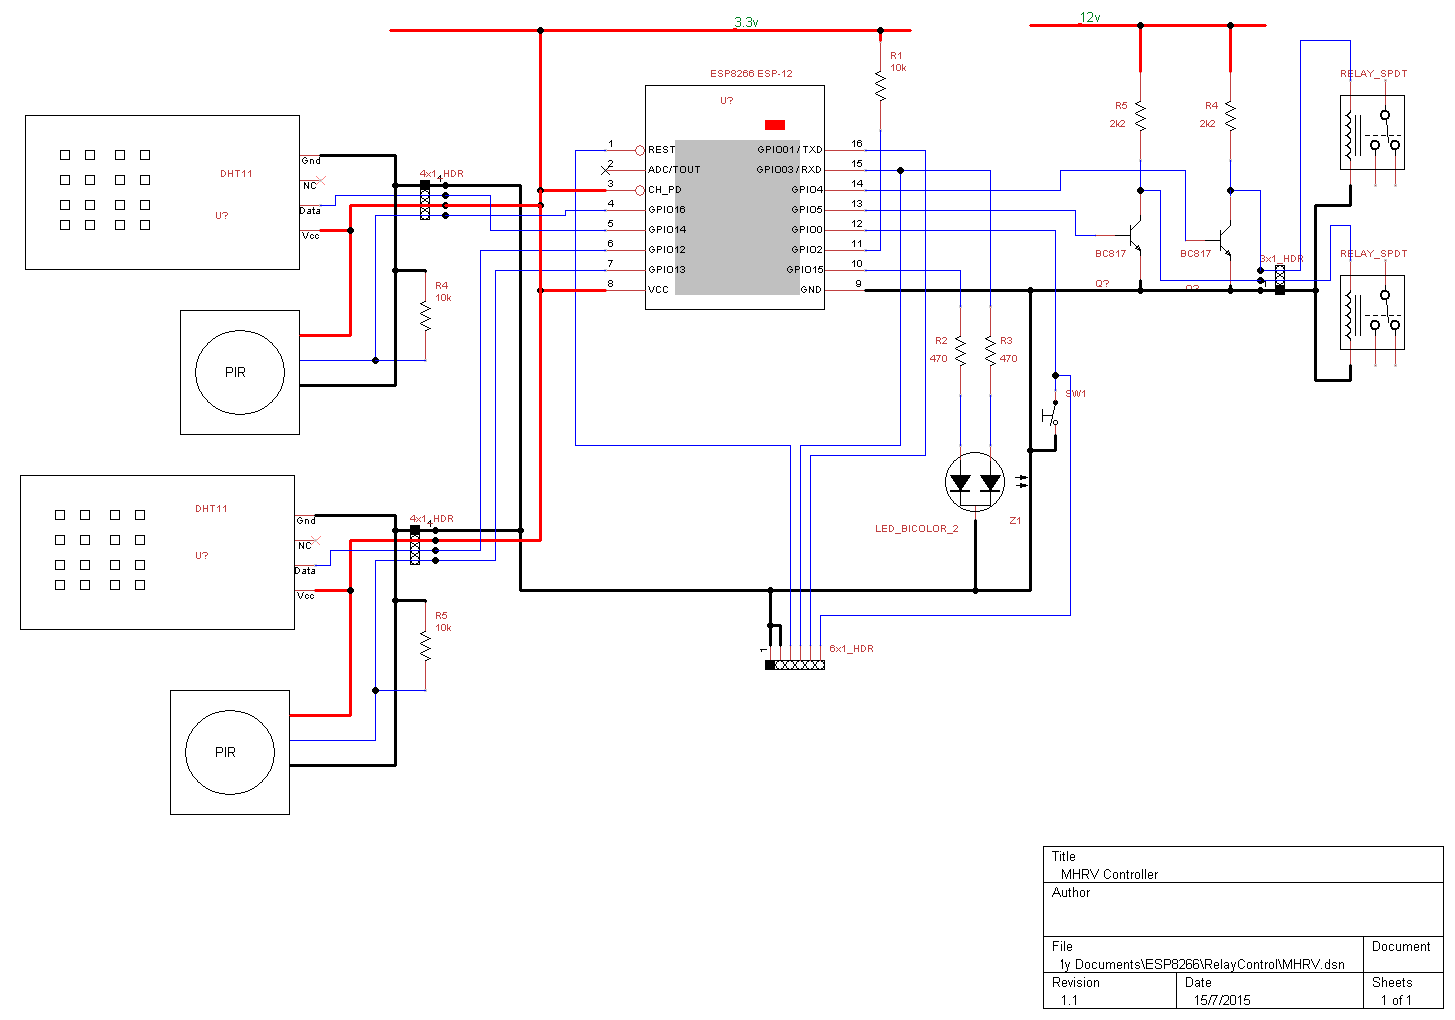 3.3v
12v
ESP8266 ESP-12
U?
R1
10k
RELAY_SPDT
R5
2k2
R4
2k2
1 REST
GPIO01/TXD 16
2 ADC/TOUT
GPIO03/RXD 15
3 CH_PD
GPIO4 14
4 GPIO16
GPIO5 13
5 GPIO14
GPIO0 12
6 GPIO12
GPIO2 11
7 GPIO13
GPIO15 10
8 VCC
GND 9
DHT11
U?
Gnd
NC
Data
Vcc
4x1_HDR
4
R4
10k
PIR
BC817
Q?
BC817
Q?
3x1_HDR
1
RELAY_SPDT
R2
470
R3
470
SW1
LED_BICOLOR_2
Z1
DHT11
U?
Gnd
NC
Data
Vcc
4x1_HDR
4
R5
10k
PIR
1
6x1_HDR
Title
MHRV Controller
Author
File
Document
1y Documents\ESP8266\RelayControl\MHRV.dsn
Revision
Date
Sheets
1.1
15/7/2015
1 of 1